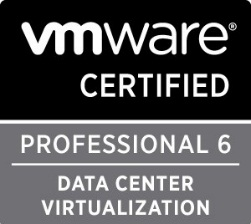 vmware®
CERTIFIED
PROFESSIONAL 6
DATA CENTER
VIRTUALIZATION